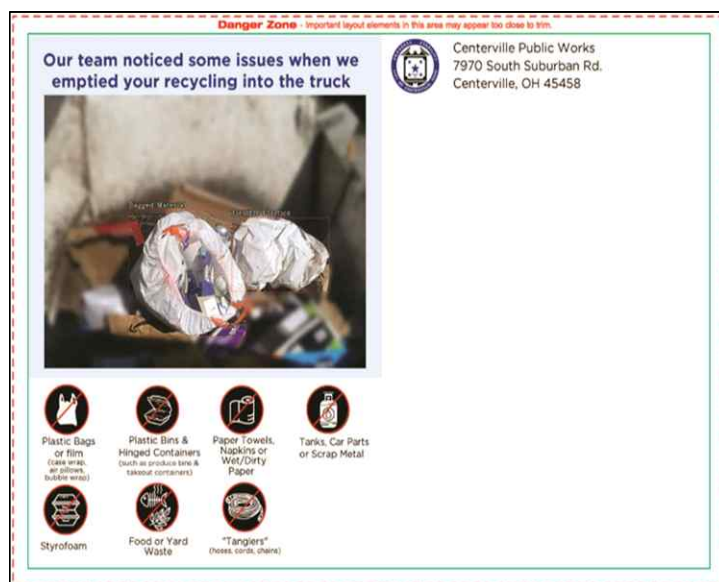 Danger Zone - Important layout elements in this area may appear too close to trim.
Our team noticed some issues when we
emptied your recycling into the truck
Centerville Public Works
7970 South Suburban Rd.
Centerville, OH 45458
Plastic Bags
or film
(case wrap,
air pillows,
bubble wrap)
Plastic Bins &
Hinged Containers
(such as produce bins &
takeout containers)
Paper Towels,
Napkins or
Wet/Dirty
Paper
Tanks, Car Parts
or Scrap Metal
Styrofoam
Food or Yard
Waste
"Tanglers"
(hoses, cords, chains)